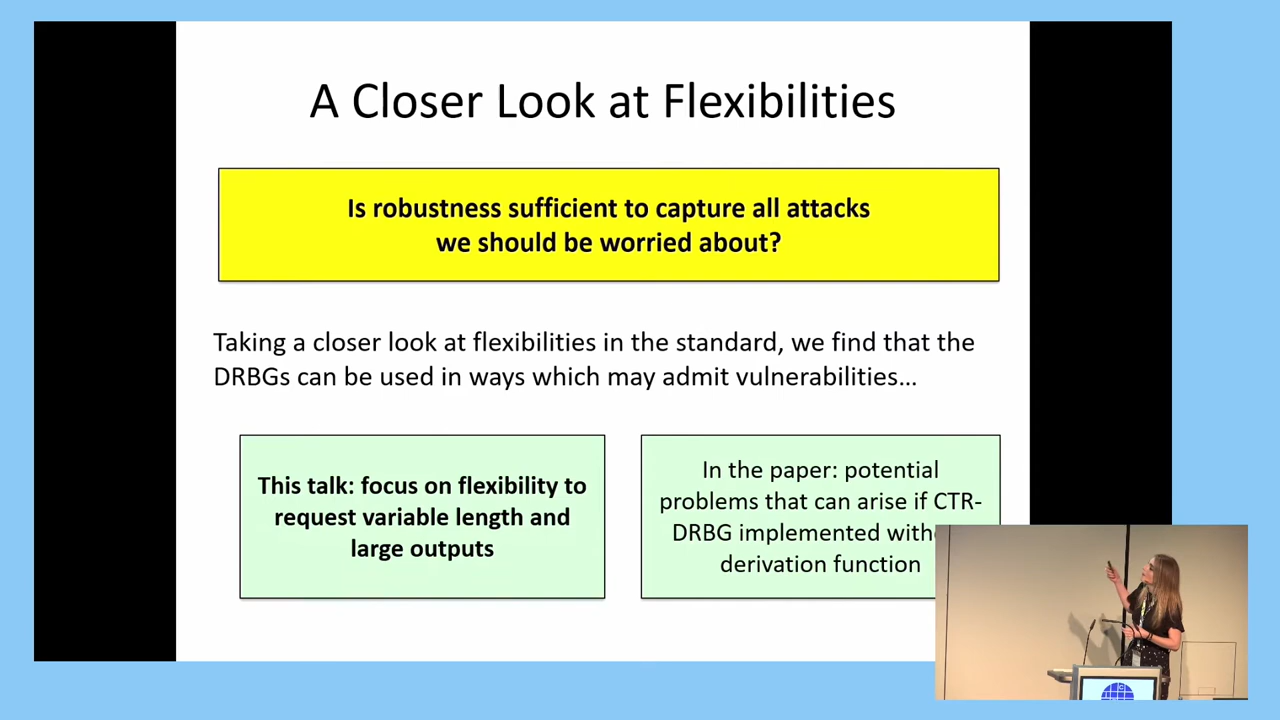 A Closer Look at Flexibilities
Is robustness sufficient to capture all attacks
we should be worried about?
Taking a closer look at flexibilities in the standard, we find that the
DRBGs can be used in ways which may admit vulnerabilities…
This talk: focus on flexibility to
request variable length and
large outputs
In the paper: potential
problems that can arise if CTR-
DRBG implemented
derivation function